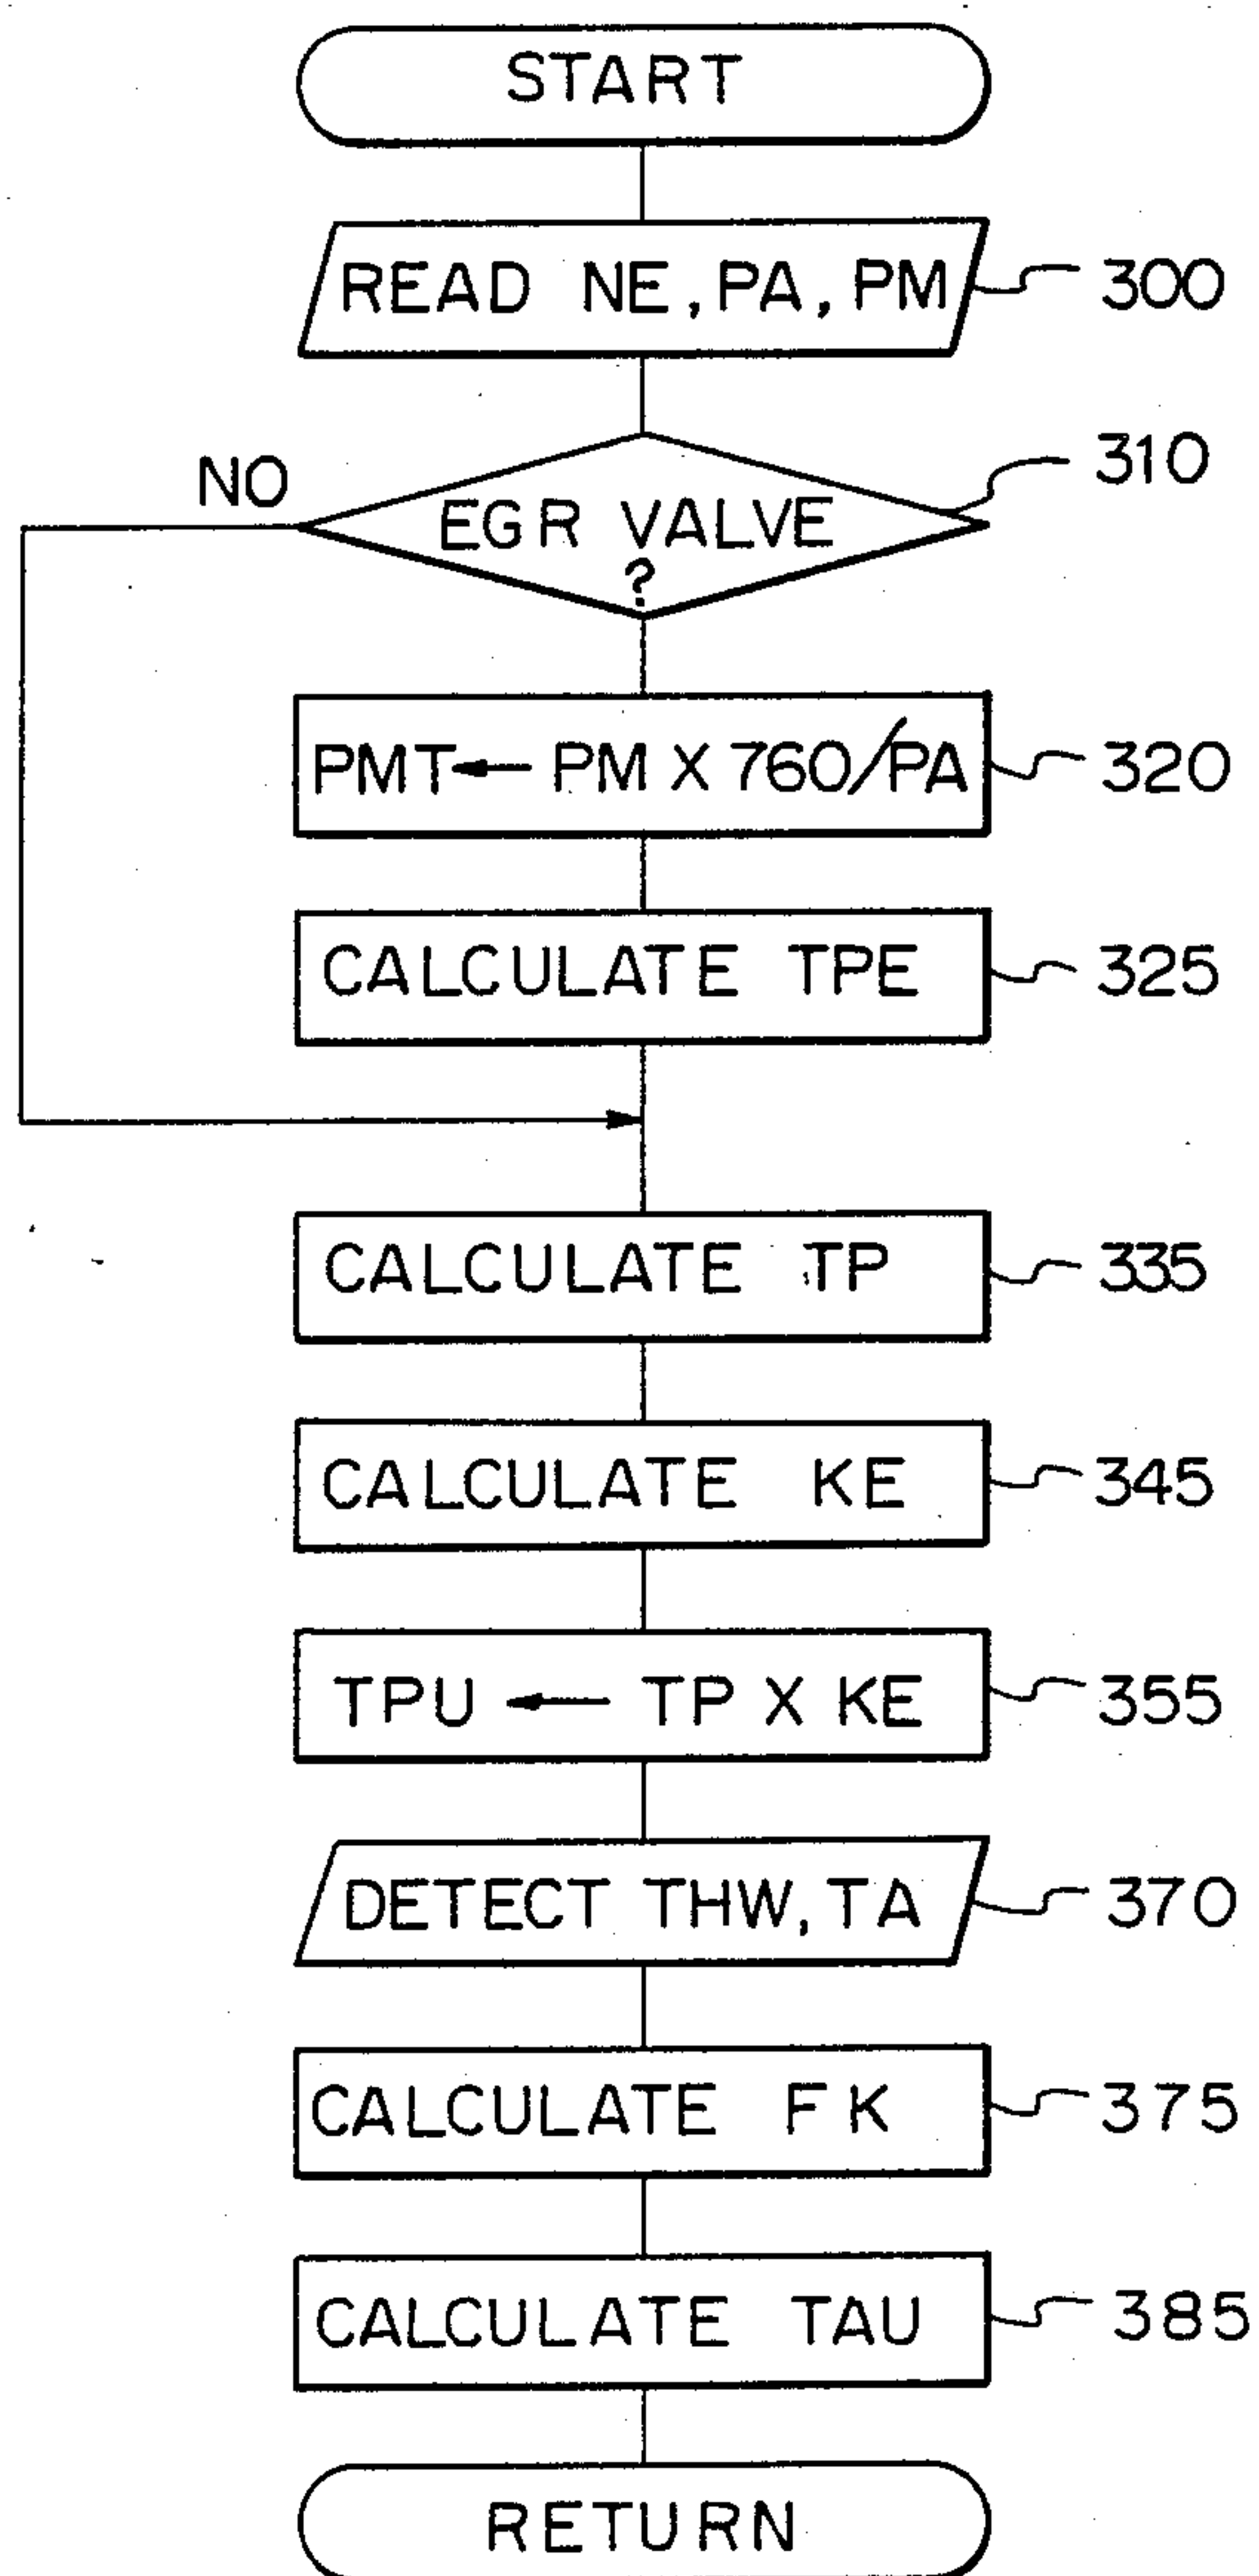 START
READ NE, PA, PM
300
310
NO
EGR VALVE
?
PMT ← PM X 760/PA
320
CALCULATE TPE
325
CALCULATE TP
335
CALCULATE KE
345
TPU ← TP X KE
355
DETECT THW, TA
370
CALCULATE FK
375
CALCULATE TAU
385
RETURN